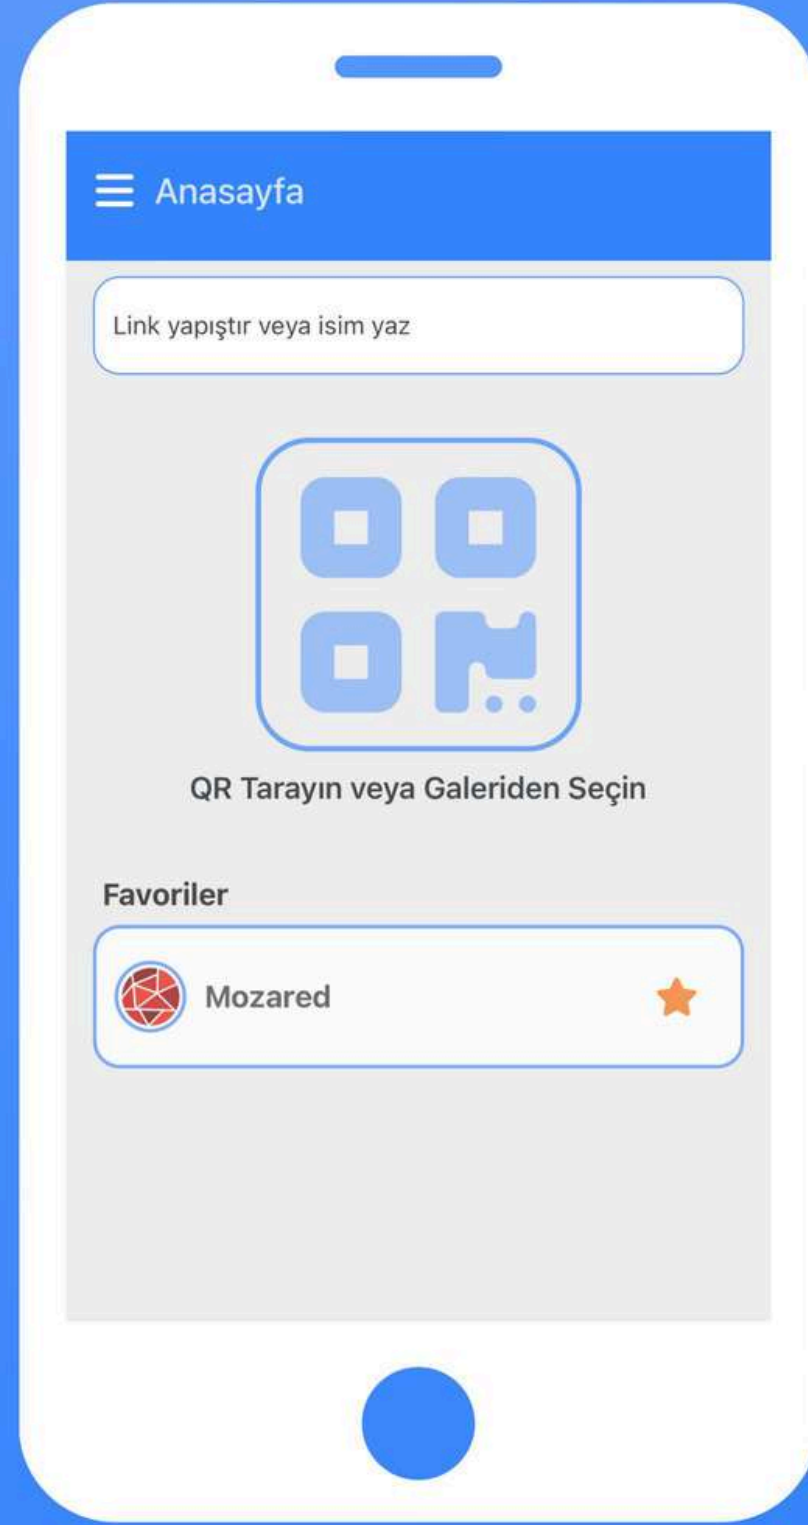 Anasayfa
Link yapıştır veya isim yaz
QR Tarayın veya Galeriden Seçin
Favoriler
Mozared